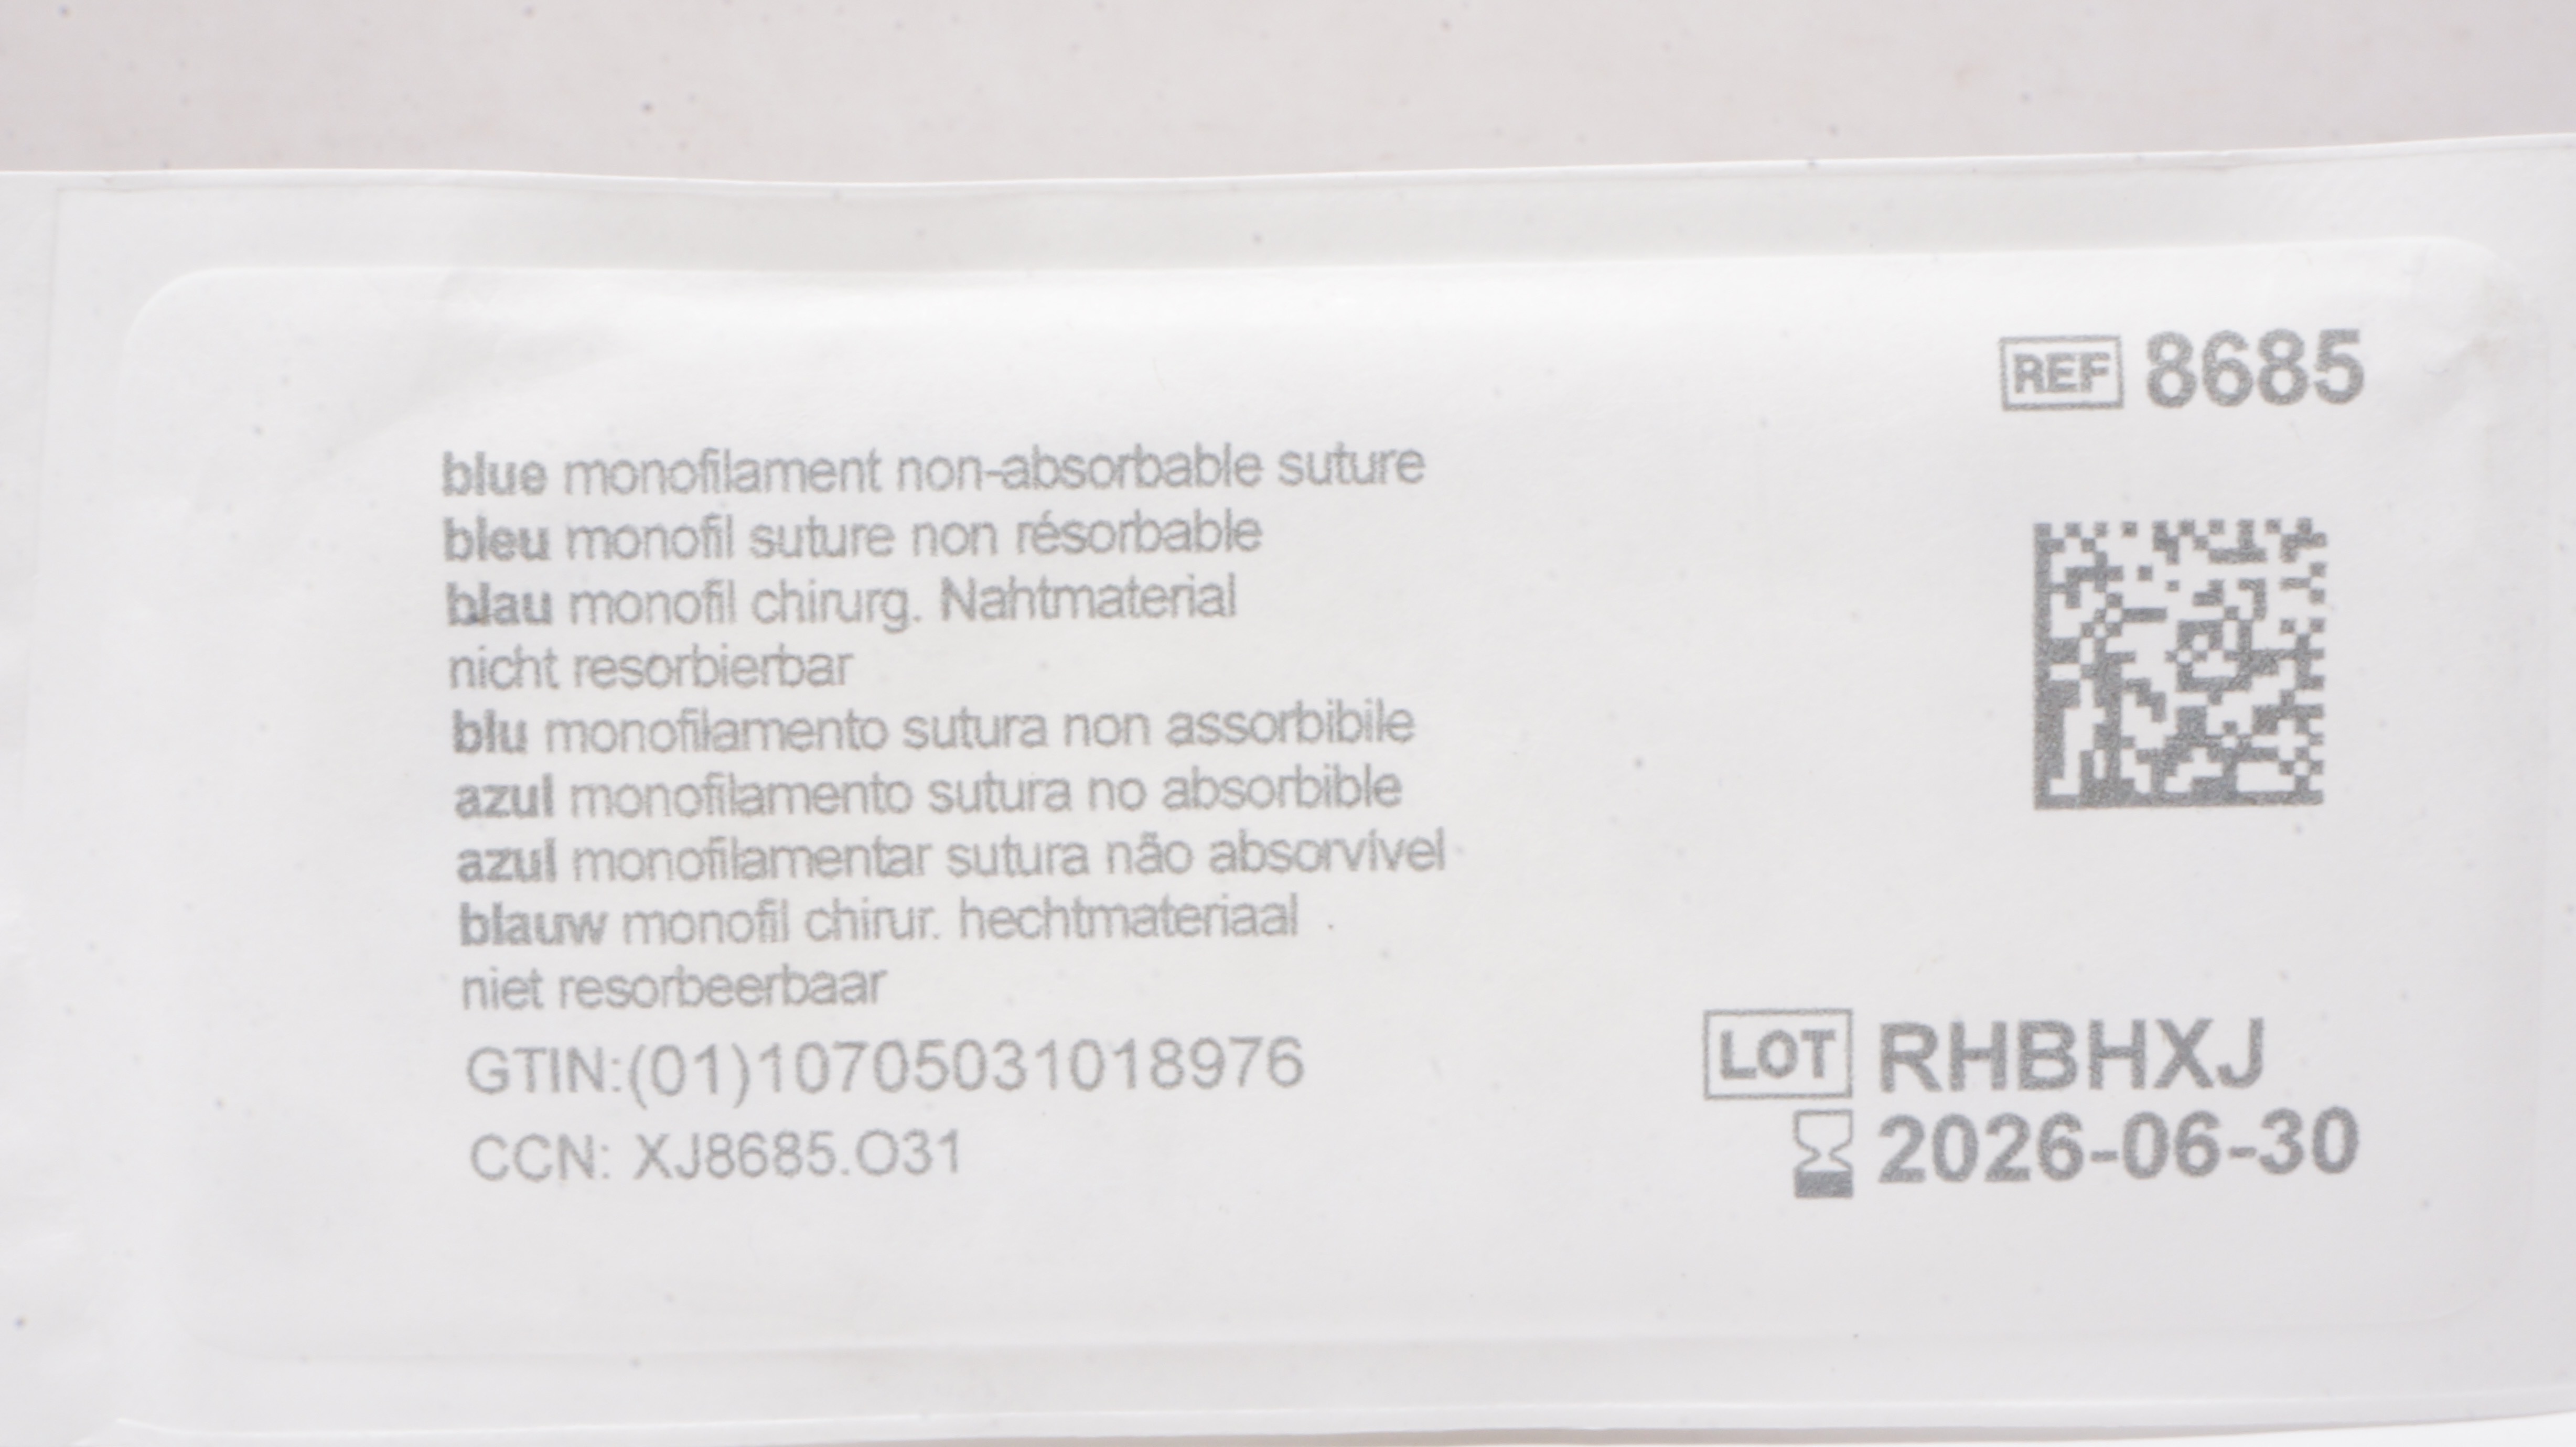 REF 8685
blue monofilament non-absorbable suture
bleu monofil suture non résorbable
blau monofil chirurg. Nahtmaterial
nicht resorbierbar
blu monofilamento sutura non assorbibile
azul monofilamento sutura no absorbible
azul monofilamentar sutura não absorvível
blauw monofil chirur. hechtmateriaal
niet resorbeerbaar
GTIN:(01)10705031018976
CCN: XJ8685.O31
LOT RHBHXJ
2026-06-30